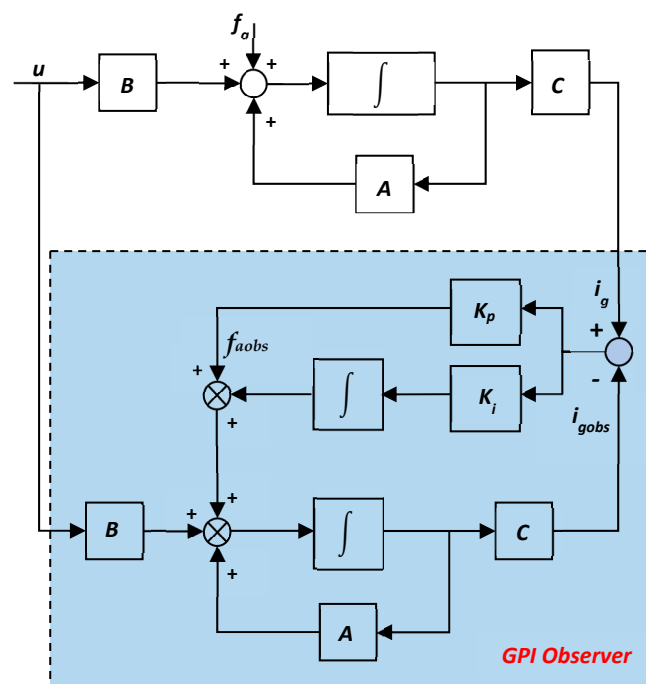 f_a
u
+
+
B
∫
C
+
A
K_p
i_g
f_aobs
+
+
-
∫
K_i
+
i_gobs
+
+
B
∫
C
+
A
GPI Observer